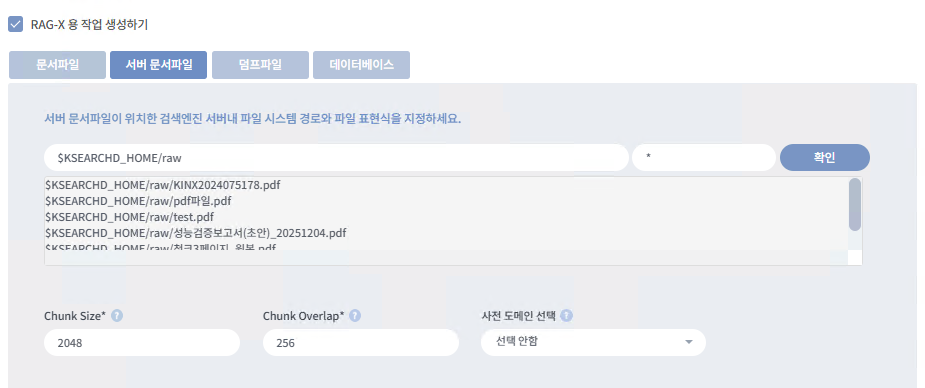 RAG-X 용 작업 생성하기
문서파일 서버 문서파일 덤프파일 데이터베이스
서버 문서파일이 위치한 검색엔진 서버내 파일 시스템 경로와 파일 표현식을 지정하세요.
$KSEARCHD_HOME/raw * 확인
$KSEARCHD_HOME/raw/KINX2024075178.pdf
$KSEARCHD_HOME/raw/pdf파일.pdf
$KSEARCHD_HOME/raw/test.pdf
$KSEARCHD_HOME/raw/성능검증보고서(초안)_20251204.pdf
$KSEARCHD_HOME/raw/청크3페이지_원본.pdf
Chunk Size* ? Chunk Overlap* ? 사전 도메인 선택 ?
2048 256 선택 안함